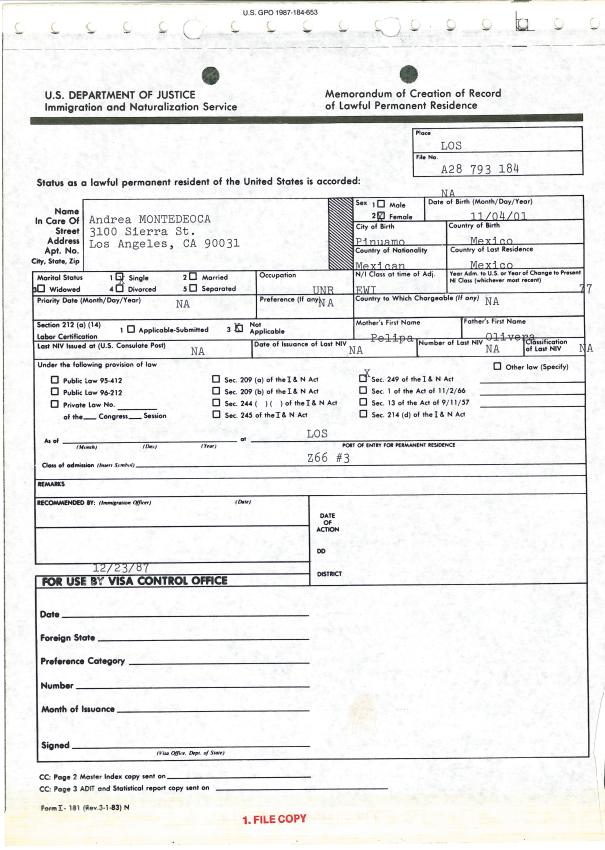 U.S. GPO 1987-184-653
U.S. DEPARTMENT OF JUSTICE
Immigration and Naturalization Service
Memorandum of Creation of Record
of Lawful Permanent Residence
Place
LOS
File No.
A28 793 184
Status as a lawful permanent resident of the United States is accorded:
NA
Name
In Care Of
Address
Apt. No.
City, State, Zip
Andrea MONTEDEOCA
3100 Sierra St.
Los Angeles, CA 90031
Sex 1 Male
2 X Female
Date of Birth (Month/Day/Year)
11/04/01
City of Birth
Pinuamo
Country of Birth
Mexico
Country of Nationality
Mexican
Country of Last Residence
Mexico
Marital Status 1 Single 2 Married
3 Widowed 4 Divorced 5 Separated
Occupation
UNR
N/I Class at time of Adj.
EWI
Year Adm. to U.S. or Year of Change to Present
NI Class (whichever most recent)
77
Priority Date (Month/Day/Year)
NA
Preference (If any) NA
Country to Which Chargeable (If any) NA
Section 212 (a) (14)
Labor Certification
1 Applicable-Submitted 3 X Not
Applicable
Mother's First Name
Pelipa
Father's First Name
Olivera
Last NIV Issued at (U.S. Consulate Post)
NA
Date of Issuance of Last NIV
NA
Number of Last NIV
NA
Classification
of Last NIV
NA
Under the following provision of law
Public Law 95-412
Public Law 96-212
Private Law No.
of the Congress Session
Sec. 209 (a) of the I & N Act
Sec. 209 (b) of the I & N Act
Sec. 244 ( ) ( ) of the I & N Act
Sec. 245 of the I & N Act
X
Sec. 249 of the I & N Act
Sec. 1 of the Act of 11/2/66
Sec. 13 of the Act of 9/11/57
Sec. 214 (d) of the I & N Act
Other law (Specify)
As of at LOS
(Month) (Day) (Year) PORT OF ENTRY FOR PERMANENT RESIDENCE
Class of admission (Insert Symbol) Z66 #3
REMARKS
RECOMMENDED BY: (Immigration Officer) (Date)
DATE
OF
ACTION
DD
DISTRICT
12/23/87
FOR USE BY VISA CONTROL OFFICE
Date
Foreign State
Preference Category
Number
Month of Issuance
Signed
(Visa Office, Dept. of State)
CC: Page 2 Master Index copy sent on
CC: Page 3 ADIT and Statistical report copy sent on
Form I-181 (Rev.3-1-83) N
1. FILE COPY